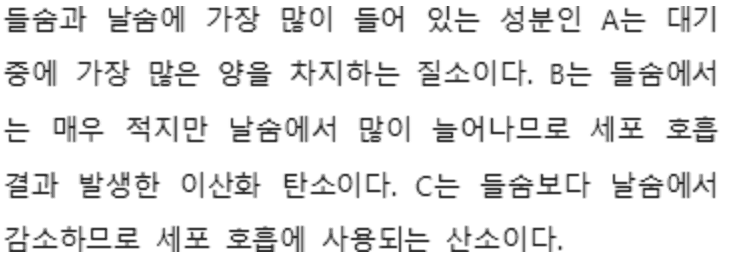 들숨과 날숨에 가장 많이 들어 있는 성분인 A는 대기
중에 가장 많은 양을 차지하는 질소이다. B는 들숨에서
는 매우 적지만 날숨에서 많이 늘어나므로 세포 호흡
결과 발생한 이산화 탄소이다. C는 들숨보다 날숨에서
감소하므로 세포 호흡에 사용되는 산소이다.